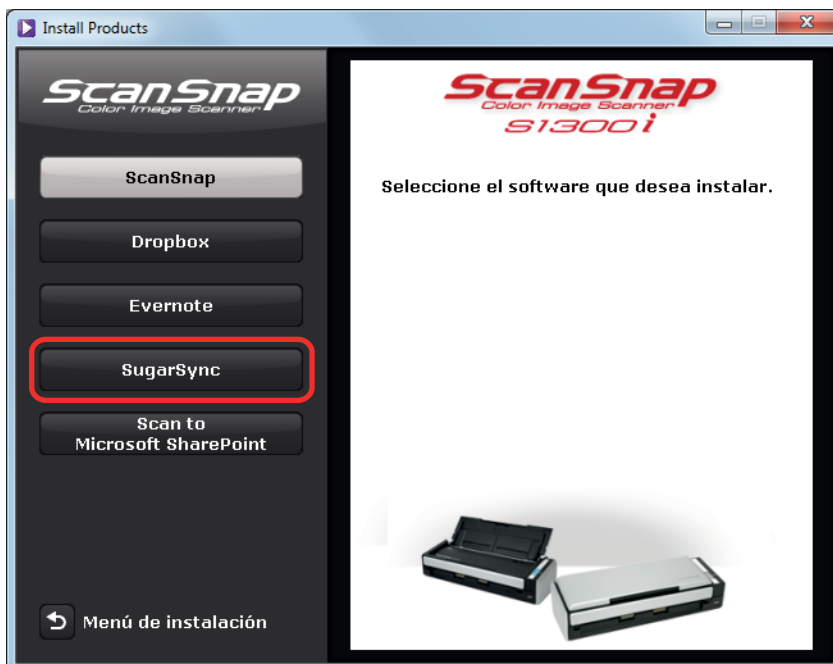 Install Products
ScanSnap
Color Image Scanner
ScanSnap
Dropbox
Evernote
SugarSync
Scan to
Microsoft SharePoint
Menú de instalación
ScanSnap
Color Image Scanner
S1300i
Seleccione el software que desea instalar.